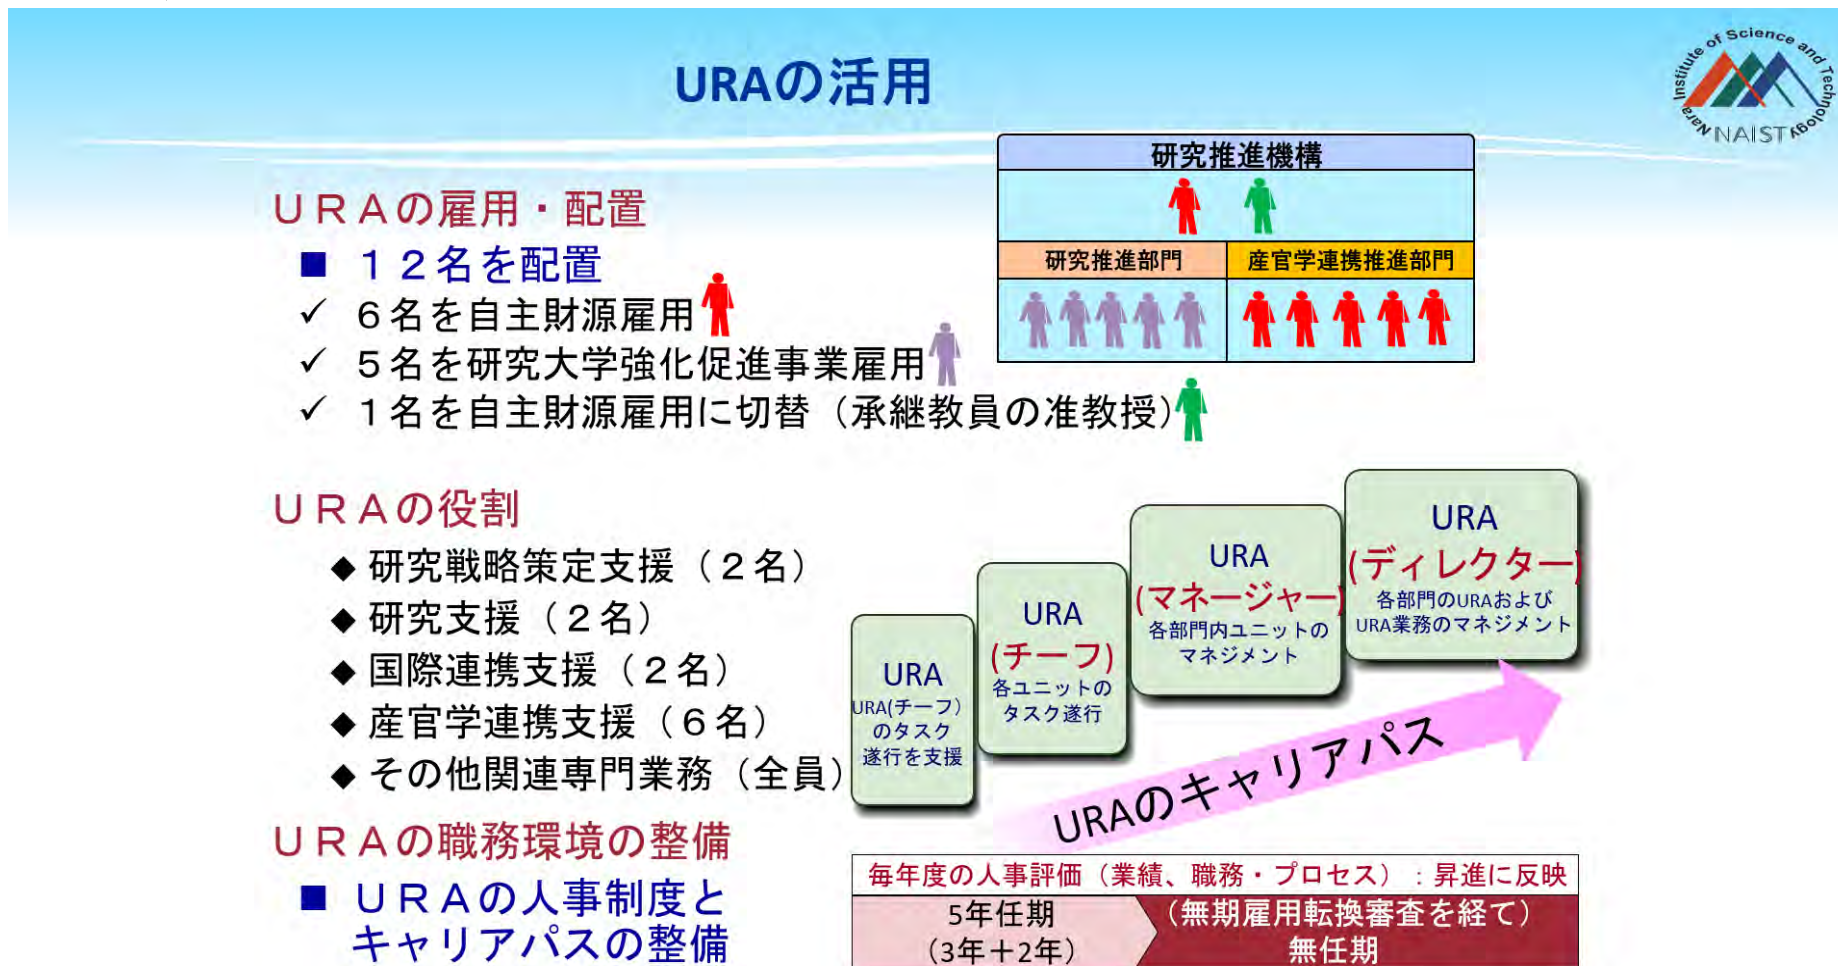 URAの活用
Nara Institute of Science and Technology
NAIST
ＵＲＡの雇用・配置
■ １２名を配置
✓ ６名を自主財源雇用
✓ ５名を研究大学強化促進事業雇用
✓ １名を自主財源雇用に切替（承継教員の准教授）
研究推進機構
研究推進部門
産官学連携推進部門
ＵＲＡの役割
◆ 研究戦略策定支援（２名）
◆ 研究支援（２名）
◆ 国際連携支援（２名）
◆ 産官学連携支援（６名）
◆ その他関連専門業務（全員）
URA
URA(チーフ）
のタスク
遂行を支援
URA
(チーフ)
各ユニットの
タスク遂行
URA
(マネージャー)
各部門内ユニットの
マネジメント
URA
(ディレクター)
各部門のURAおよび
URA業務のマネジメント
URAのキャリアパス
ＵＲＡの職務環境の整備
■ ＵＲＡの人事制度と
キャリアパスの整備
毎年度の人事評価（業績、職務・プロセス）：昇進に反映
5年任期
（3年＋2年）
（無期雇用転換審査を経て）
無任期